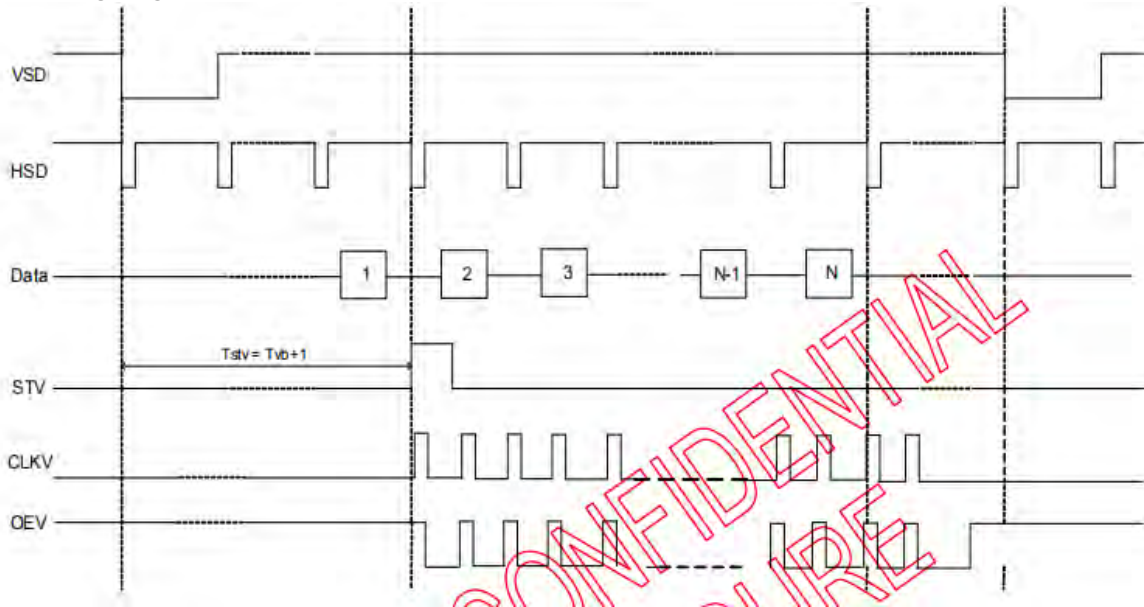 VSD
HSD
Data
1
2
3
N-1
N
Tstv= Tvb+1
STV
CLKV
OEV
CONFIDENTIAL